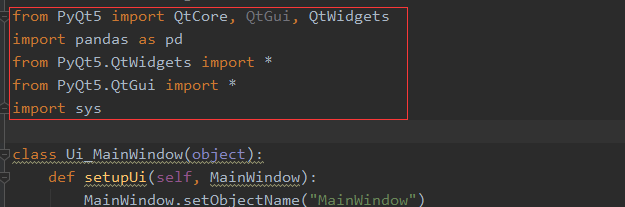 from PyQt5 import QtCore, QtGui, QtWidgets
import pandas as pd
from PyQt5.QtWidgets import *
from PyQt5.QtGui import *
import sys
class Ui_MainWindow(object):
def setupUi(self, MainWindow):
MainWindow.setObjectName("MainWindow")